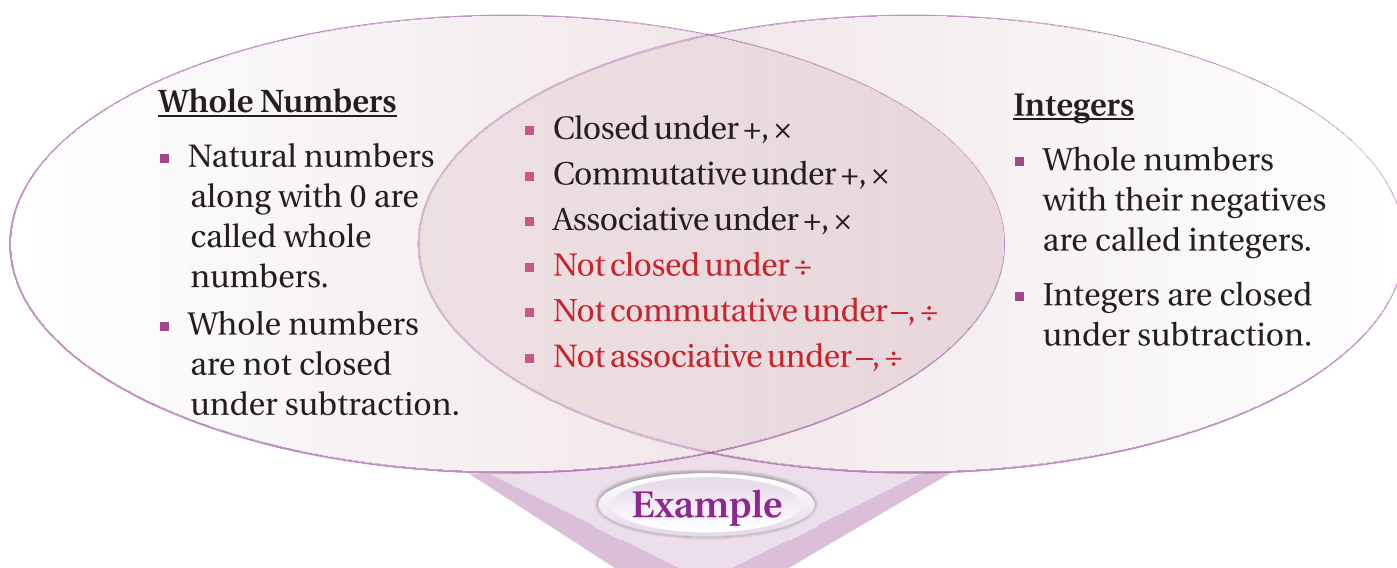 Whole Numbers
▪ Natural numbers
along with 0 are
called whole
numbers.
▪ Whole numbers
are not closed
under subtraction.
▪ Closed under +, ×
▪ Commutative under +, ×
▪ Associative under +, ×
▪ Not closed under ÷
▪ Not commutative under –, ÷
▪ Not associative under –, ÷
Integers
▪ Whole numbers
with their negatives
are called integers.
▪ Integers are closed
under subtraction.
Example